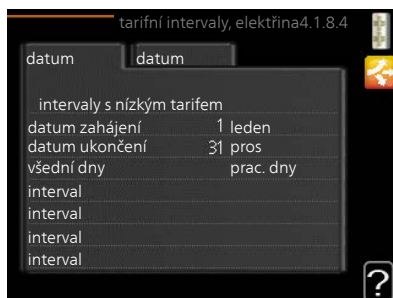 tarifní intervaly, elektřina4.1.8.4
datum datum
intervaly s nízkým tarifem
datum zahájení 1 leden
datum ukončení 31 pros
všední dny prac. dny
interval
interval
interval
interval
?